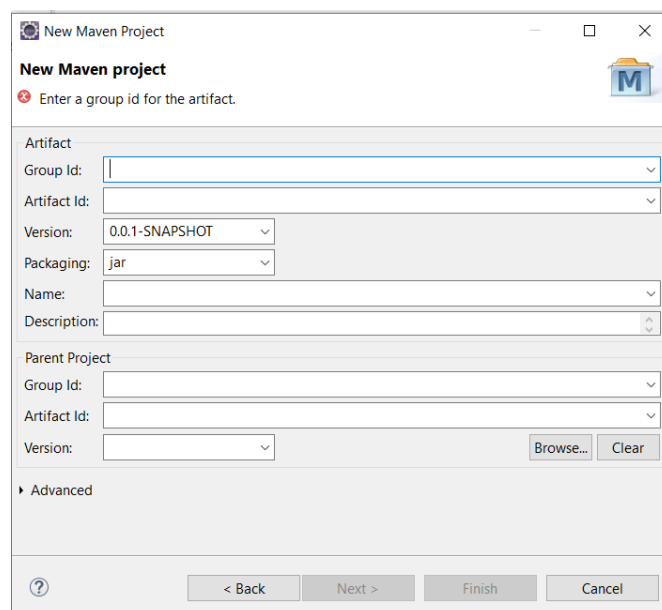 New Maven Project
New Maven project
Enter a group id for the artifact.
M
Artifact
Group Id:
Artifact Id:
Version: 0.0.1-SNAPSHOT
Packaging: jar
Name:
Description:
Parent Project
Group Id:
Artifact Id:
Version: Browse... Clear
Advanced
? < Back Next > Finish Cancel